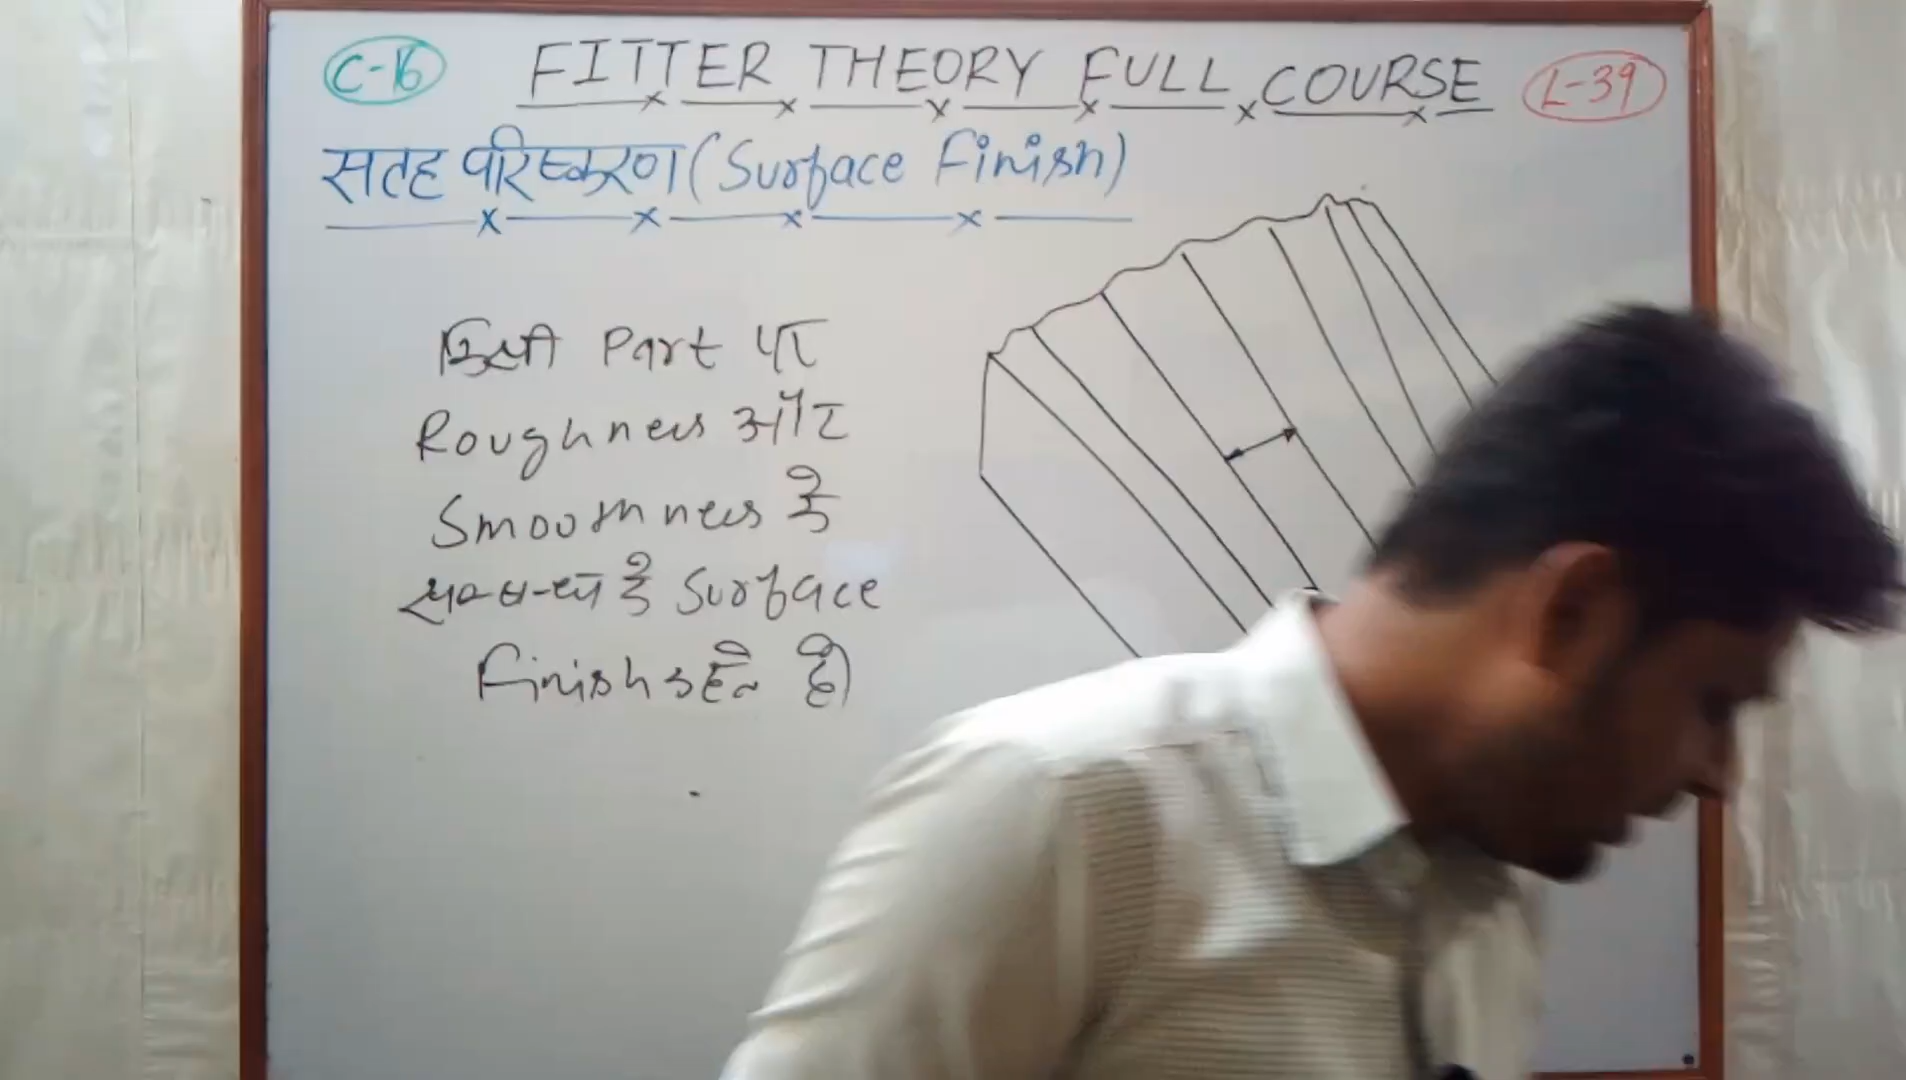 C-16 FITTER THEORY FULL COURSE L-39
सतह परिष्करण (Surface Finish)
किसी Part पर
Roughness और
Smoothness के
सम्बन्ध में Surface
Finish कहते है।